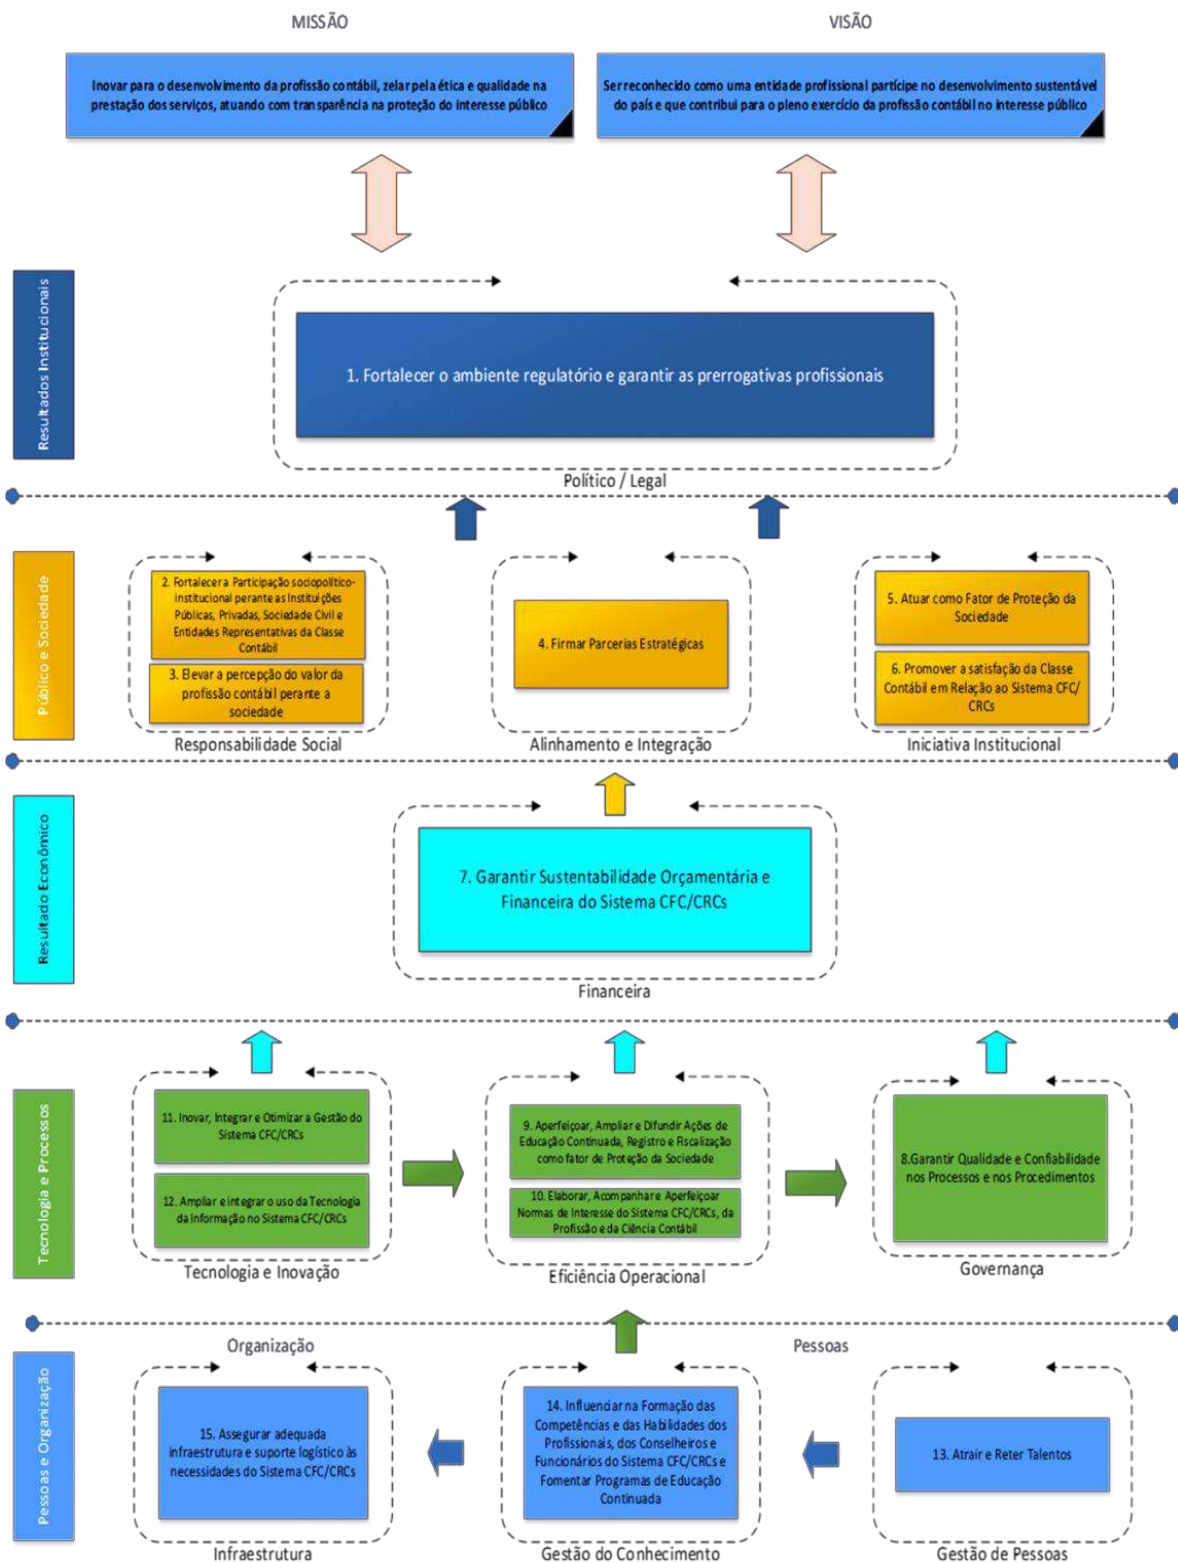 MISSÃO
VISÃO
Inovar para o desenvolvimento da profissão contábil, zelar pela ética e qualidade na
prestação dos serviços, atuando com transparência na proteção do interesse público
Ser reconhecido como uma entidade profissional partícipe no desenvolvimento sustentável
do país e que contribui para o pleno exercício da profissão contábil no interesse público
Resultados Institucionais
1. Fortalecer o ambiente regulatório e garantir as prerrogativas profissionais
Político / Legal
Público e Sociedade
2. Fortalecer a Participação sociopolítico-
institucional perante as Instituições
Públicas, Privadas, Sociedade Civil e
Entidades Representativas da Classe
Contábil
3. Elevar a percepção do valor da
profissão contábil perante a
sociedade
Responsabilidade Social
4. Firmar Parcerias Estratégicas
Alinhamento e Integração
5. Atuar como Fator de Proteção da
Sociedade
6. Promover a satisfação da Classe
Contábil em Relação ao Sistema CFC/
CRCs
Iniciativa Institucional
Resultado Econômico
7. Garantir Sustentabilidade Orçamentária e
Financeira do Sistema CFC/CRCs
Financeira
Tecnologia e Processos
11. Inovar, Integrar e Otimizar a Gestão do
Sistema CFC/CRCs
12. Ampliar e integrar o uso da Tecnologia
da Informação no Sistema CFC/CRCs
Tecnologia e Inovação
9. Aperfeiçoar, Ampliar e Difundir Ações de
Educação Continuada, Registro e Fiscalização
como fator de Proteção da Sociedade
10. Elaborar, Acompanhar e Aperfeiçoar
Normas de Interesse do Sistema CFC/CRCs, da
Profissão e da Ciência Contábil
Eficiência Operacional
8.Garantir Qualidade e Confiabilidade
nos Processos e nos Procedimentos
Governança
Pessoas e Organização
Organização
Pessoas
15. Assegurar adequada
infraestrutura e suporte logístico às
necesidades do Sistema CFC/CRCs
Infraestrutura
14. Influenciar na Formação das
Competências e das Habilidades dos
Profissionais, dos Conselheiros e
Funcionários do Sistema CFC/CRCs e
Fomentar Programas de Educação
Continuada
Gestão do Conhecimento
13. Atrair e Reter Talentos
Gestão de Pessoas